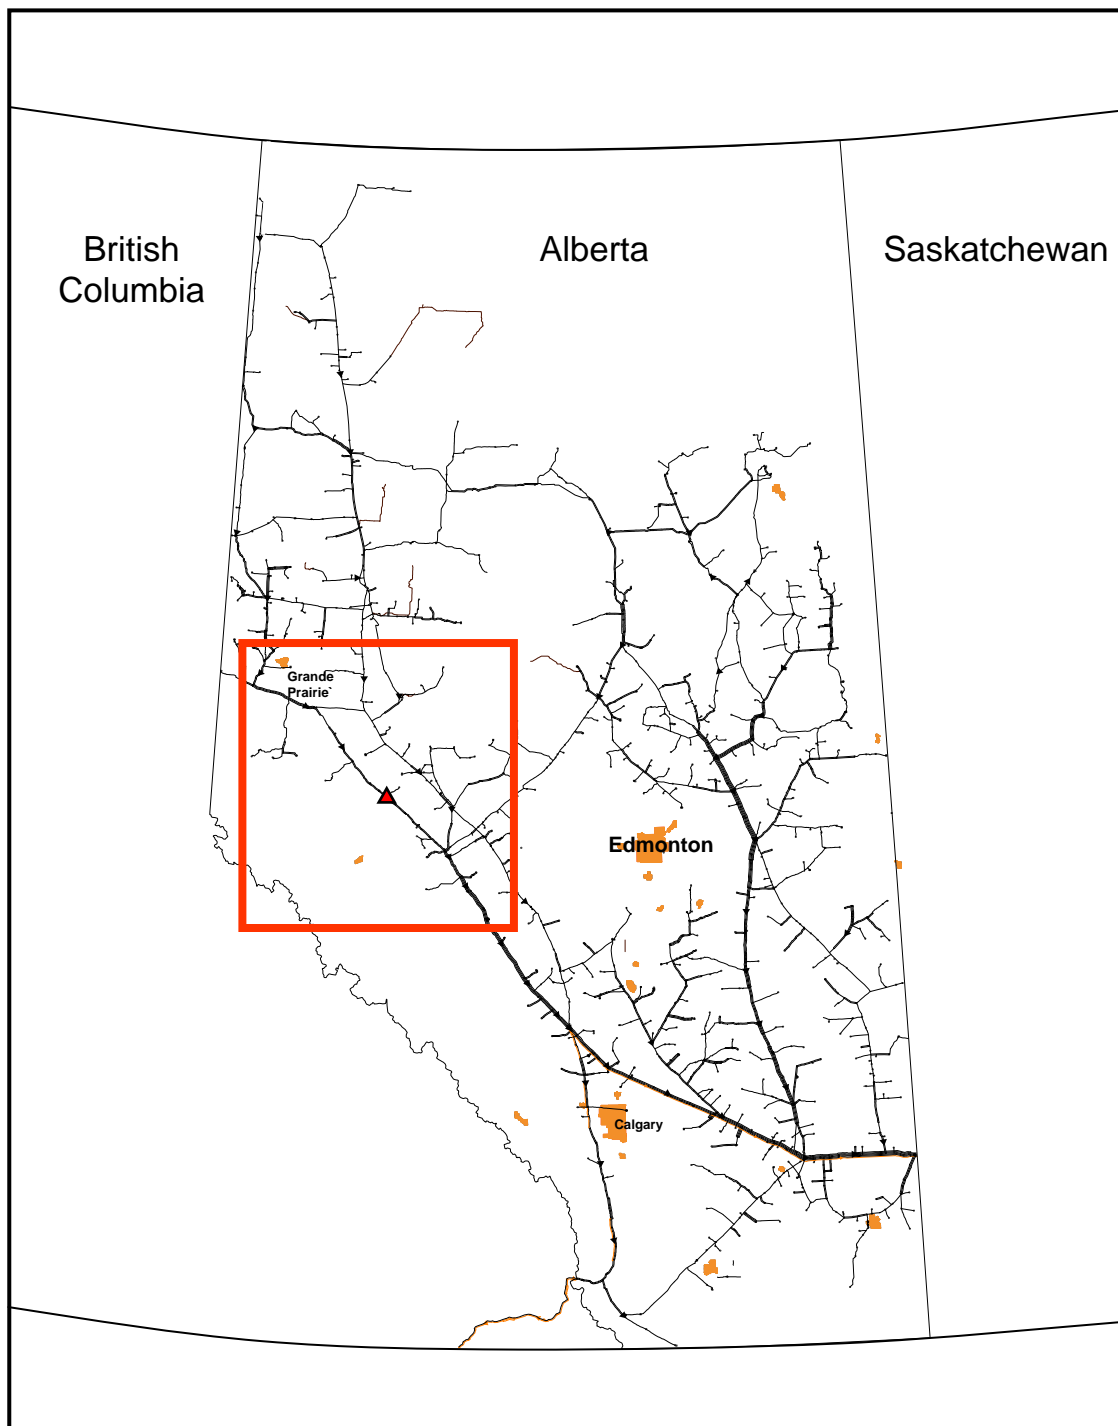 British
Columbia
Alberta
Saskatchewan
Grande
Prairie`
Edmonton
Calgary